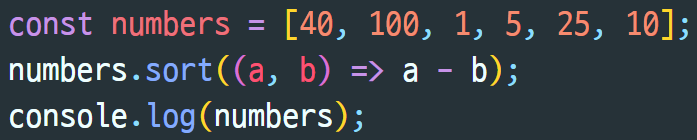 const numbers = [40, 100, 1, 5, 25, 10];
numbers.sort((a, b) => a - b);
console.log(numbers);